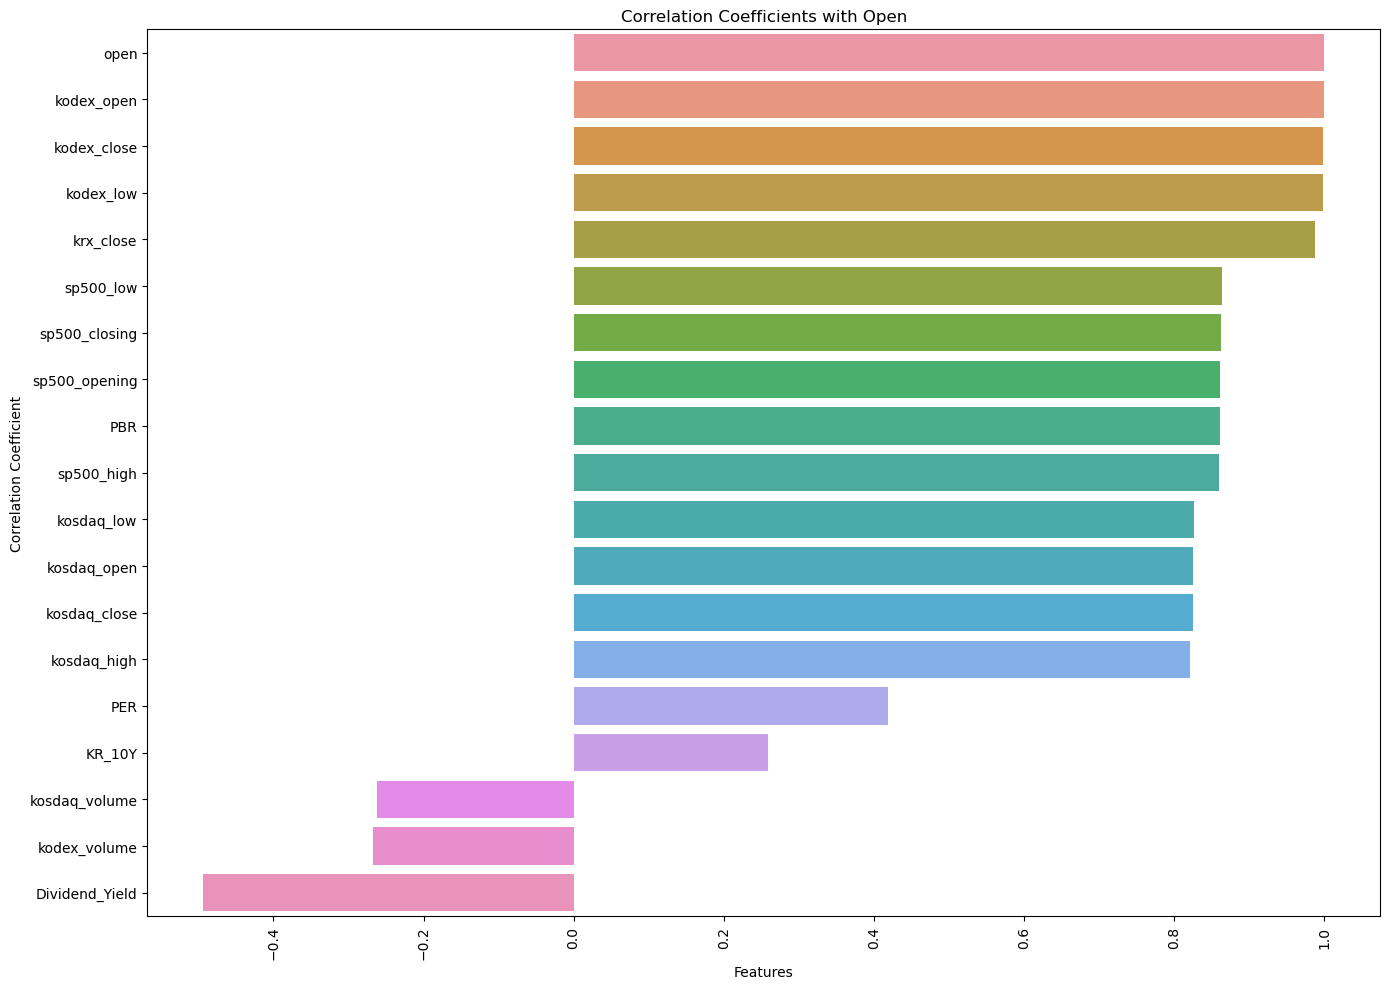 Correlation Coefficients with Open
open
kodex_open
kodex_close
kodex_low
krx_close
sp500_low
sp500_closing
sp500_opening
PBR
sp500_high
kosdaq_low
kosdaq_open
kosdaq_close
kosdaq_high
PER
KR_10Y
kosdaq_volume
kodex_volume
Dividend_Yield
Correlation Coefficient
−0.4
−0.2
0.0
0.2
0.4
0.6
0.8
1.0
Features